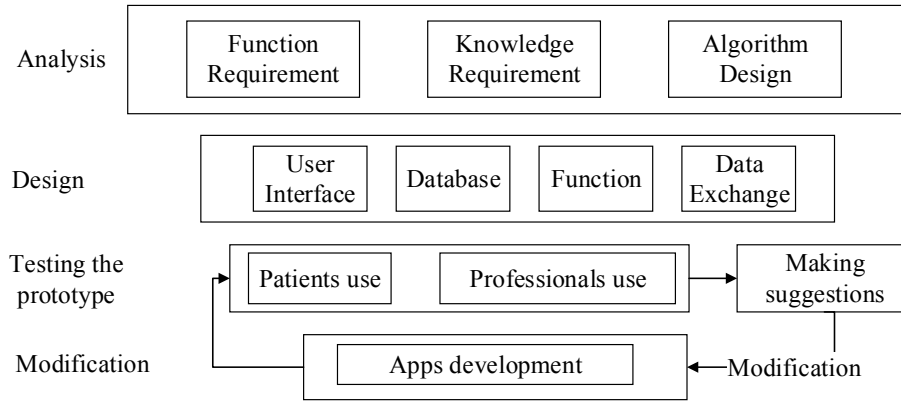 Analysis
Function
Requirement
Knowledge
Requirement
Algorithm
Design
Design
User
Interface
Database
Function
Data
Exchange
Testing the
prototype
Patients use
Professionals use
Making
suggestions
Modification
Apps development
Modification